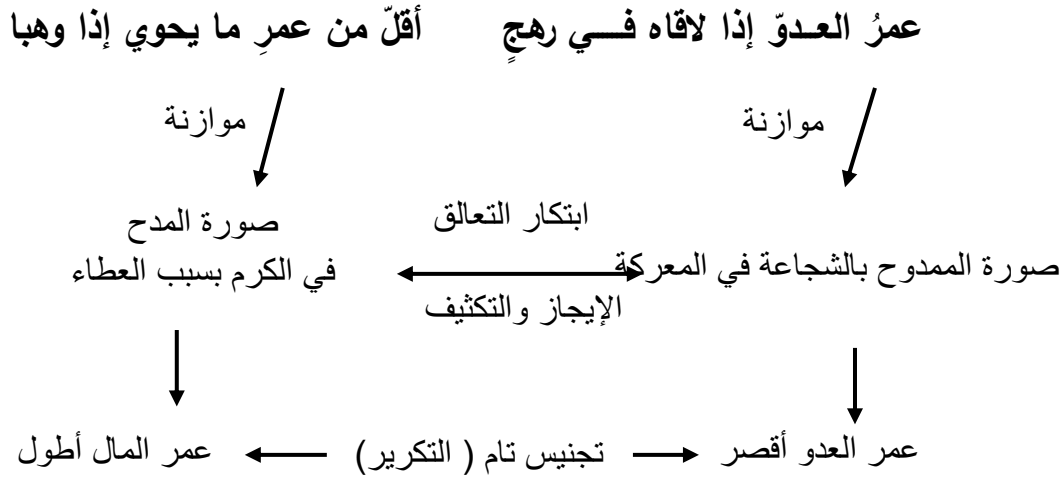 عمرُ العـدوّ إذا لاقاه فـــي رهجٍ أقلّ من عمرِ ما يحوي إذا وهبا
موازنة موازنة
ابتكار التعالق صورة المدح
صورة الممدوح بالشجاعة في المعركة في الكرم بسبب العطاء
الإيجاز والتكثيف
عمر العدو أقصر تجنيس تام ( التكرير) عمر المال أطول